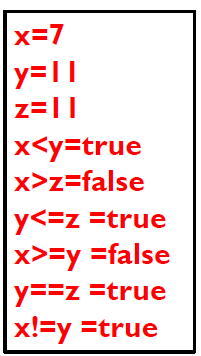 x=7
y=11
z=11
x<y=true
x>z=false
y<=z =true
x>=y =false
y==z =true
x!=y =true